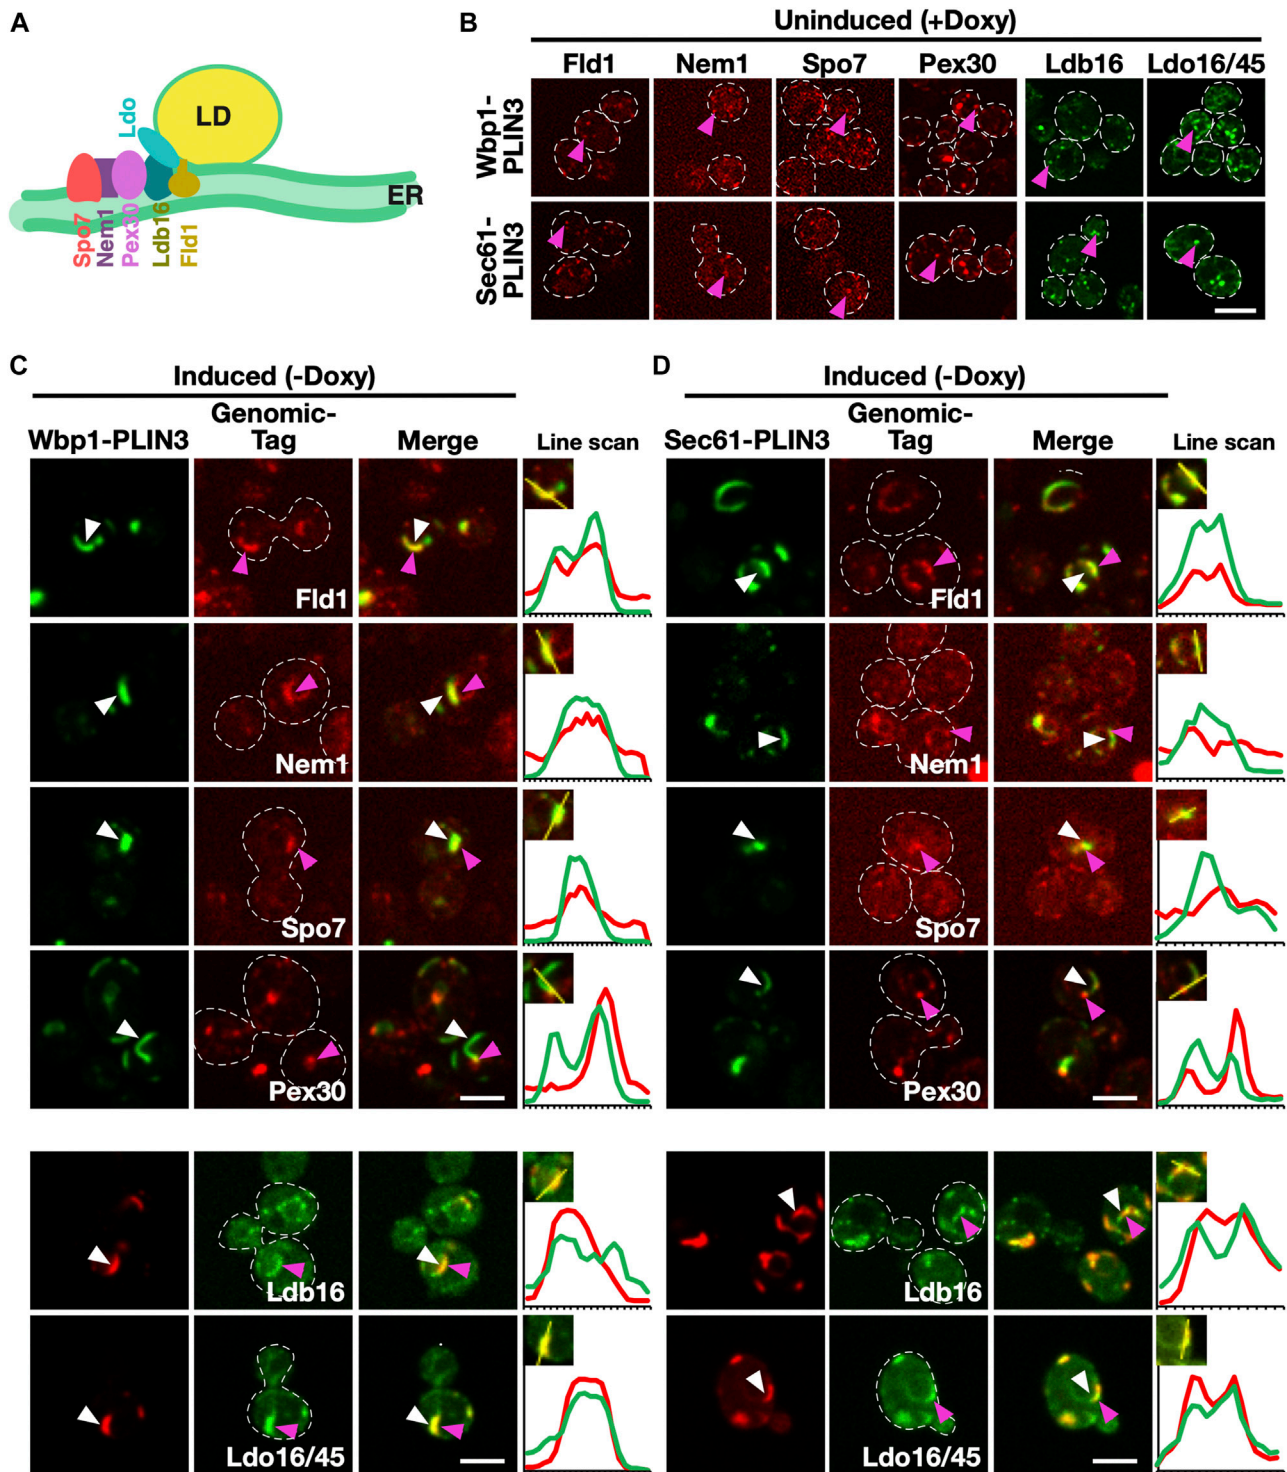 A
LD
Ldo
ER
Spo7
Nem1
Pex30
Ldb16
Fld1
B
Uninduced (+Doxy)
Fld1 Nem1 Spo7 Pex30 Ldb16 Ldo16/45
Wbp1-
PLIN3
Sec61-
PLIN3
C
Induced (-Doxy)
Wbp1-PLIN3 Genomic-
Tag Merge Line scan
Fld1
Nem1
Spo7
Pex30
Ldb16
Ldo16/45
D
Induced (-Doxy)
Sec61-PLIN3 Genomic-
Tag Merge Line scan
Fld1
Nem1
Spo7
Pex30
Ldb16
Ldo16/45